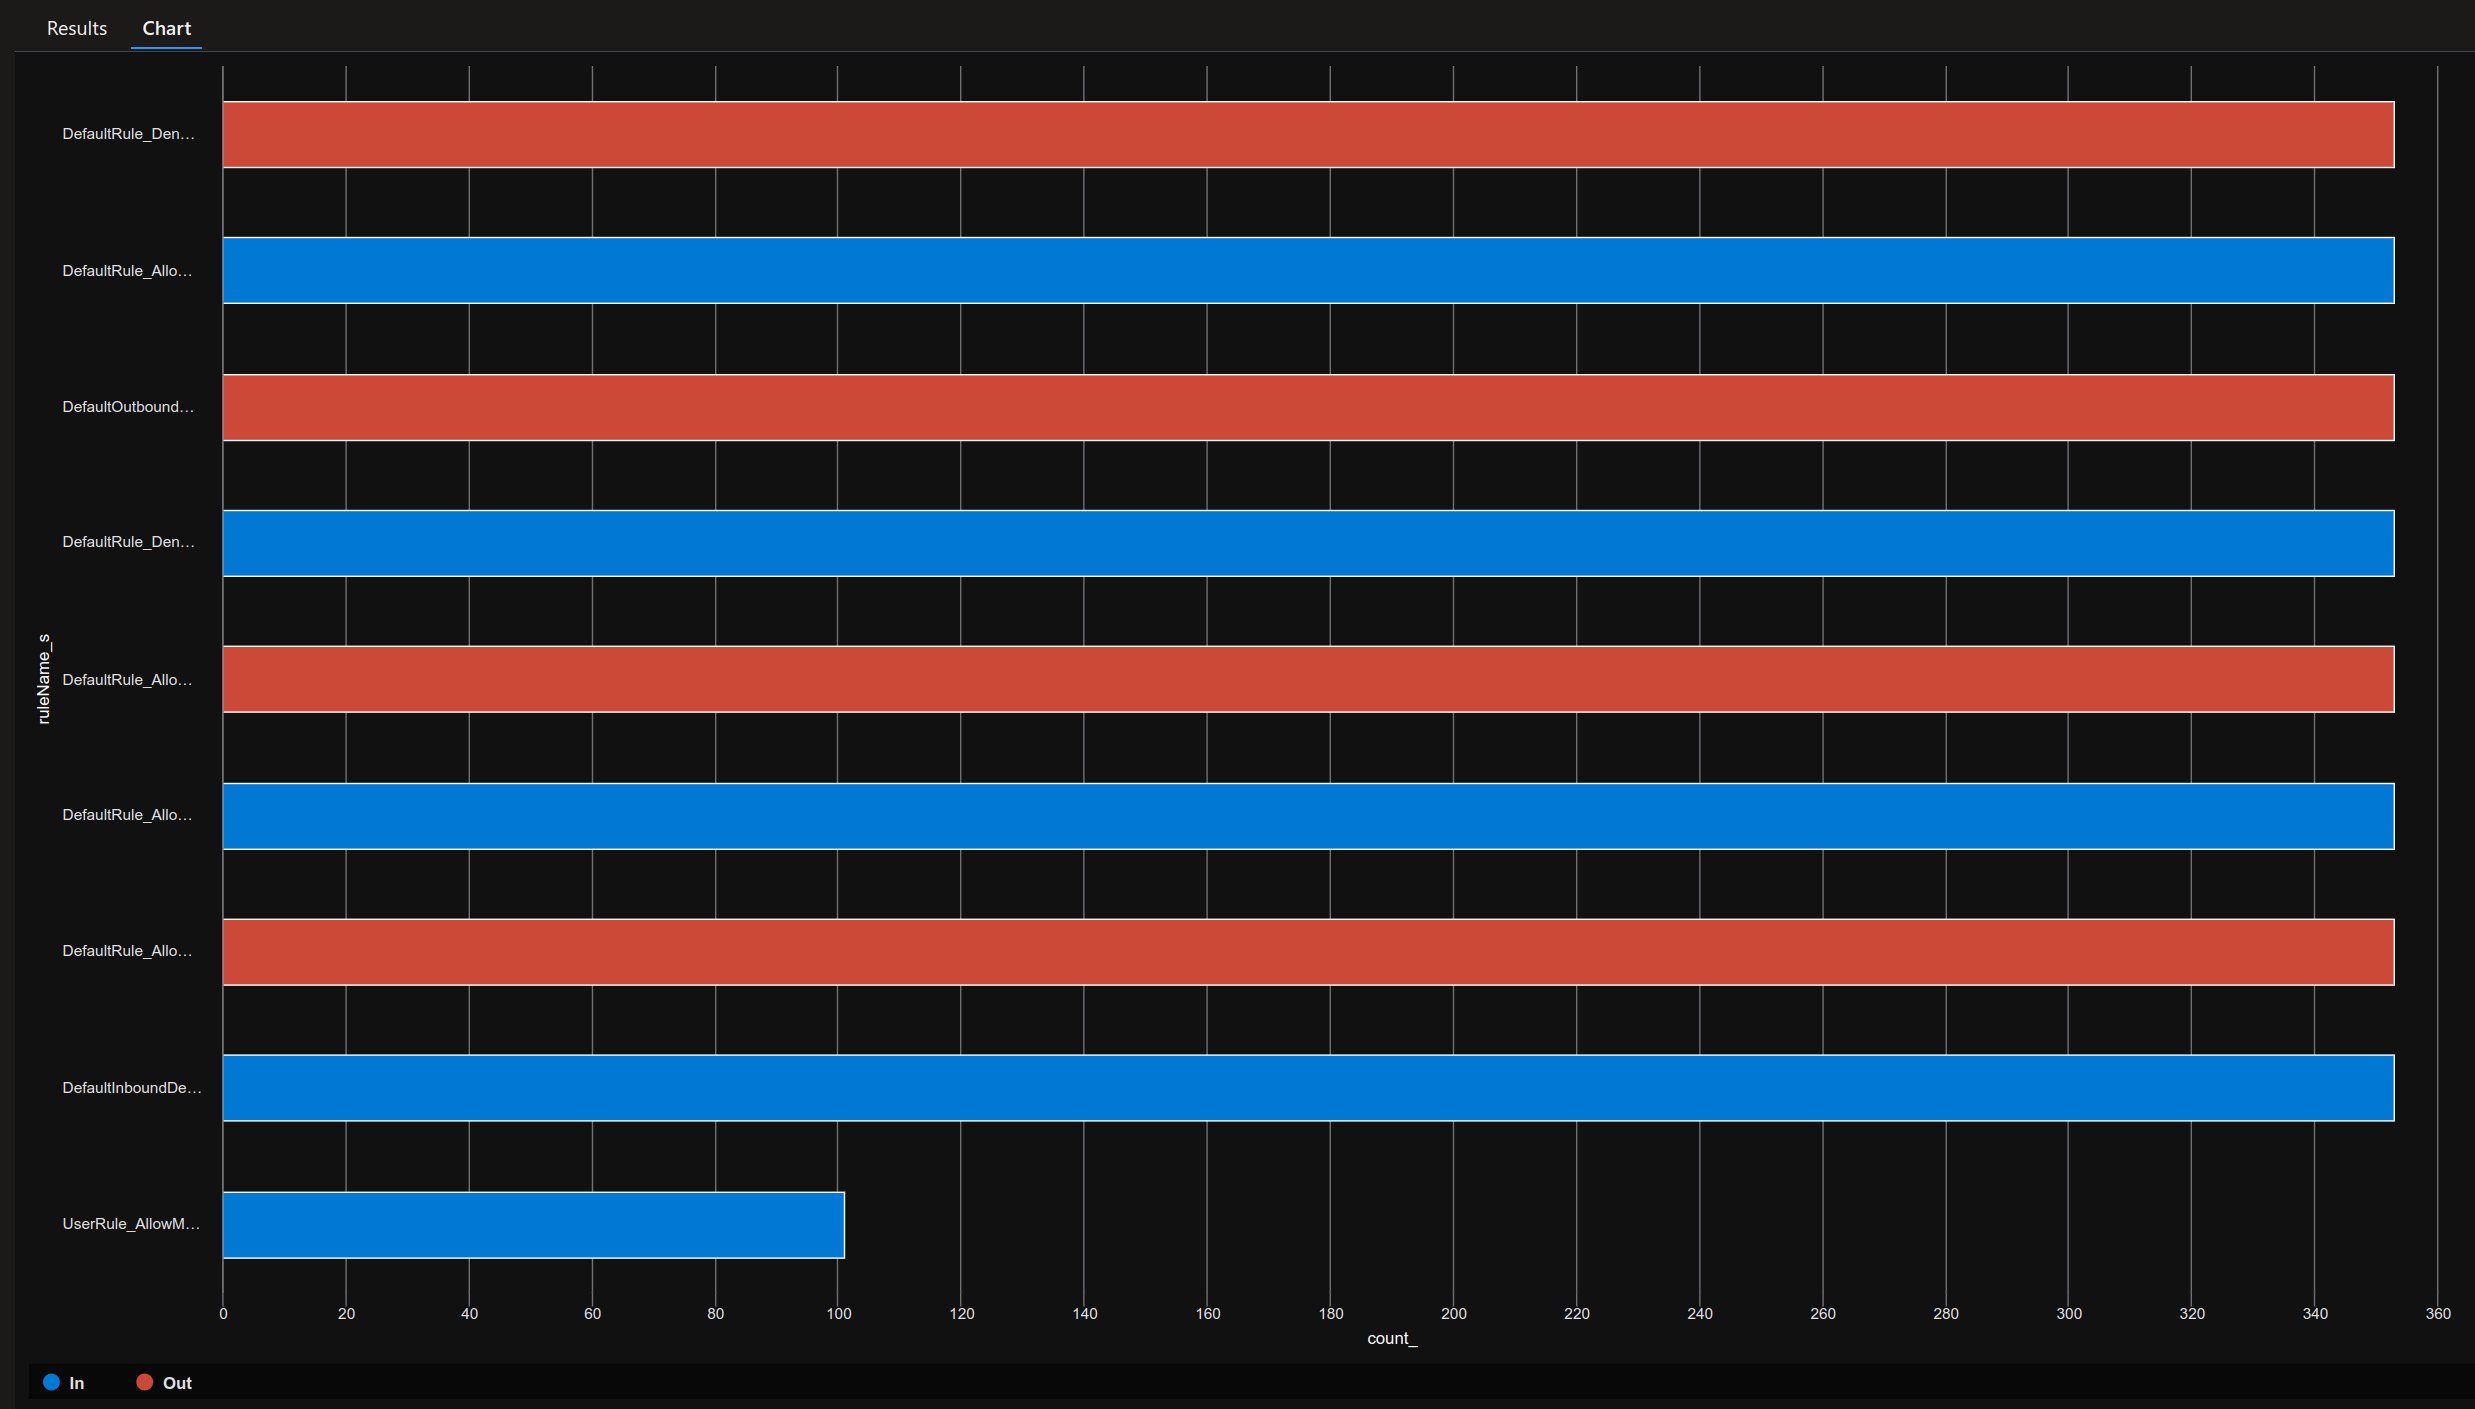 Results Chart
DefaultRule_Den...
DefaultRule_Allo...
DefaultOutbound...
DefaultRule_Den...
ruleName_s
DefaultRule_Allo...
DefaultRule_Allo...
DefaultRule_Allo...
DefaultInboundDe...
UserRule_AllowM...
0 20 40 60 80 100 120 140 160 180 200 220 240 260 280 300 320 340 360
count_
In Out